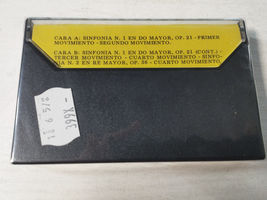 CARA A: SINFONIA N. 1 EN DO MAYOR, OP. 21 - PRIMER
MOVIMIENTO - SEGUNDO MOVIMIENTO.
CARA B: SINFONIA N. 1 EN DO MAYOR, OP. 21 (CONT.) -
TERCER MOVIMIENTO - CUARTO MOVIMIENTO - SINFO-
NIA N. 2 EN RE MAYOR, OP. 36 - CUARTO MOVIMIENTO.